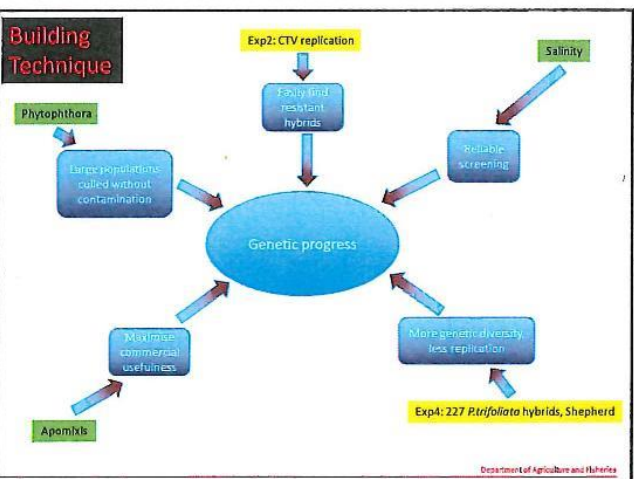 Building
Technique
Exp2: CTV replication
Salinity
Easily find
resistant
hybrids
Phytophthora
Reliable
screening
Large populations
culled without
contamination
Genetic progress
Maximise
commercial
usefulness
More genetic diversity,
less replication
Apomixis
Exp4: 227 P.trifoliata hybrids, Shepherd
Department of Agriculture and Fisheries